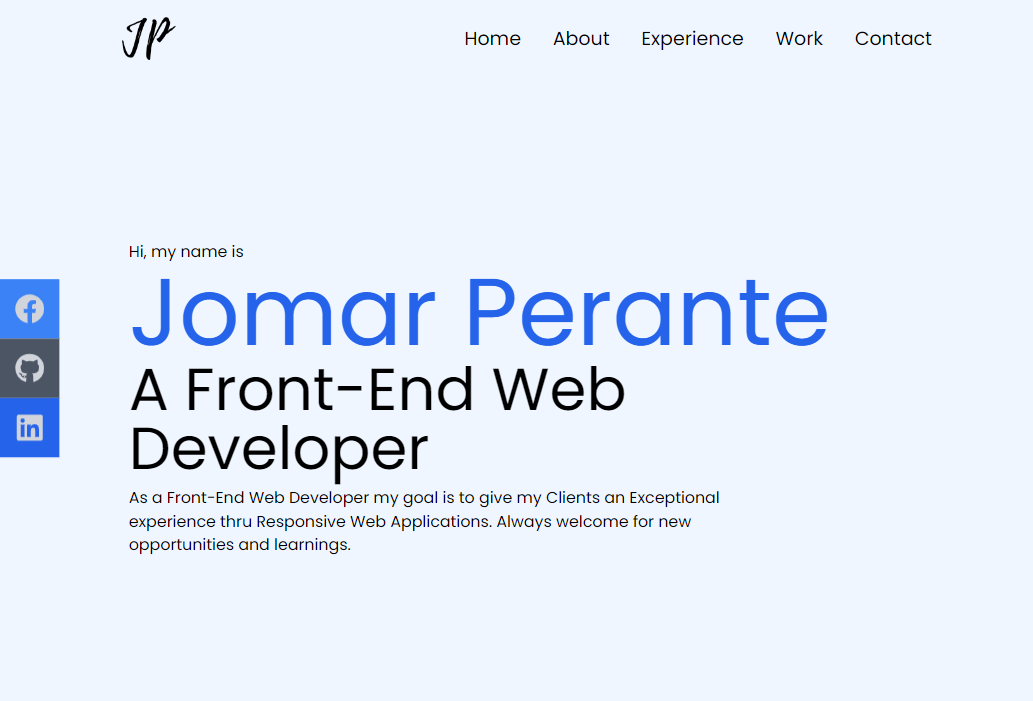 JP
Home About Experience Work Contact
Hi, my name is
Jomar Perante
A Front-End Web
Developer
As a Front-End Web Developer my goal is to give my Clients an Exceptional
experience thru Responsive Web Applications. Always welcome for new
opportunities and learnings.
in